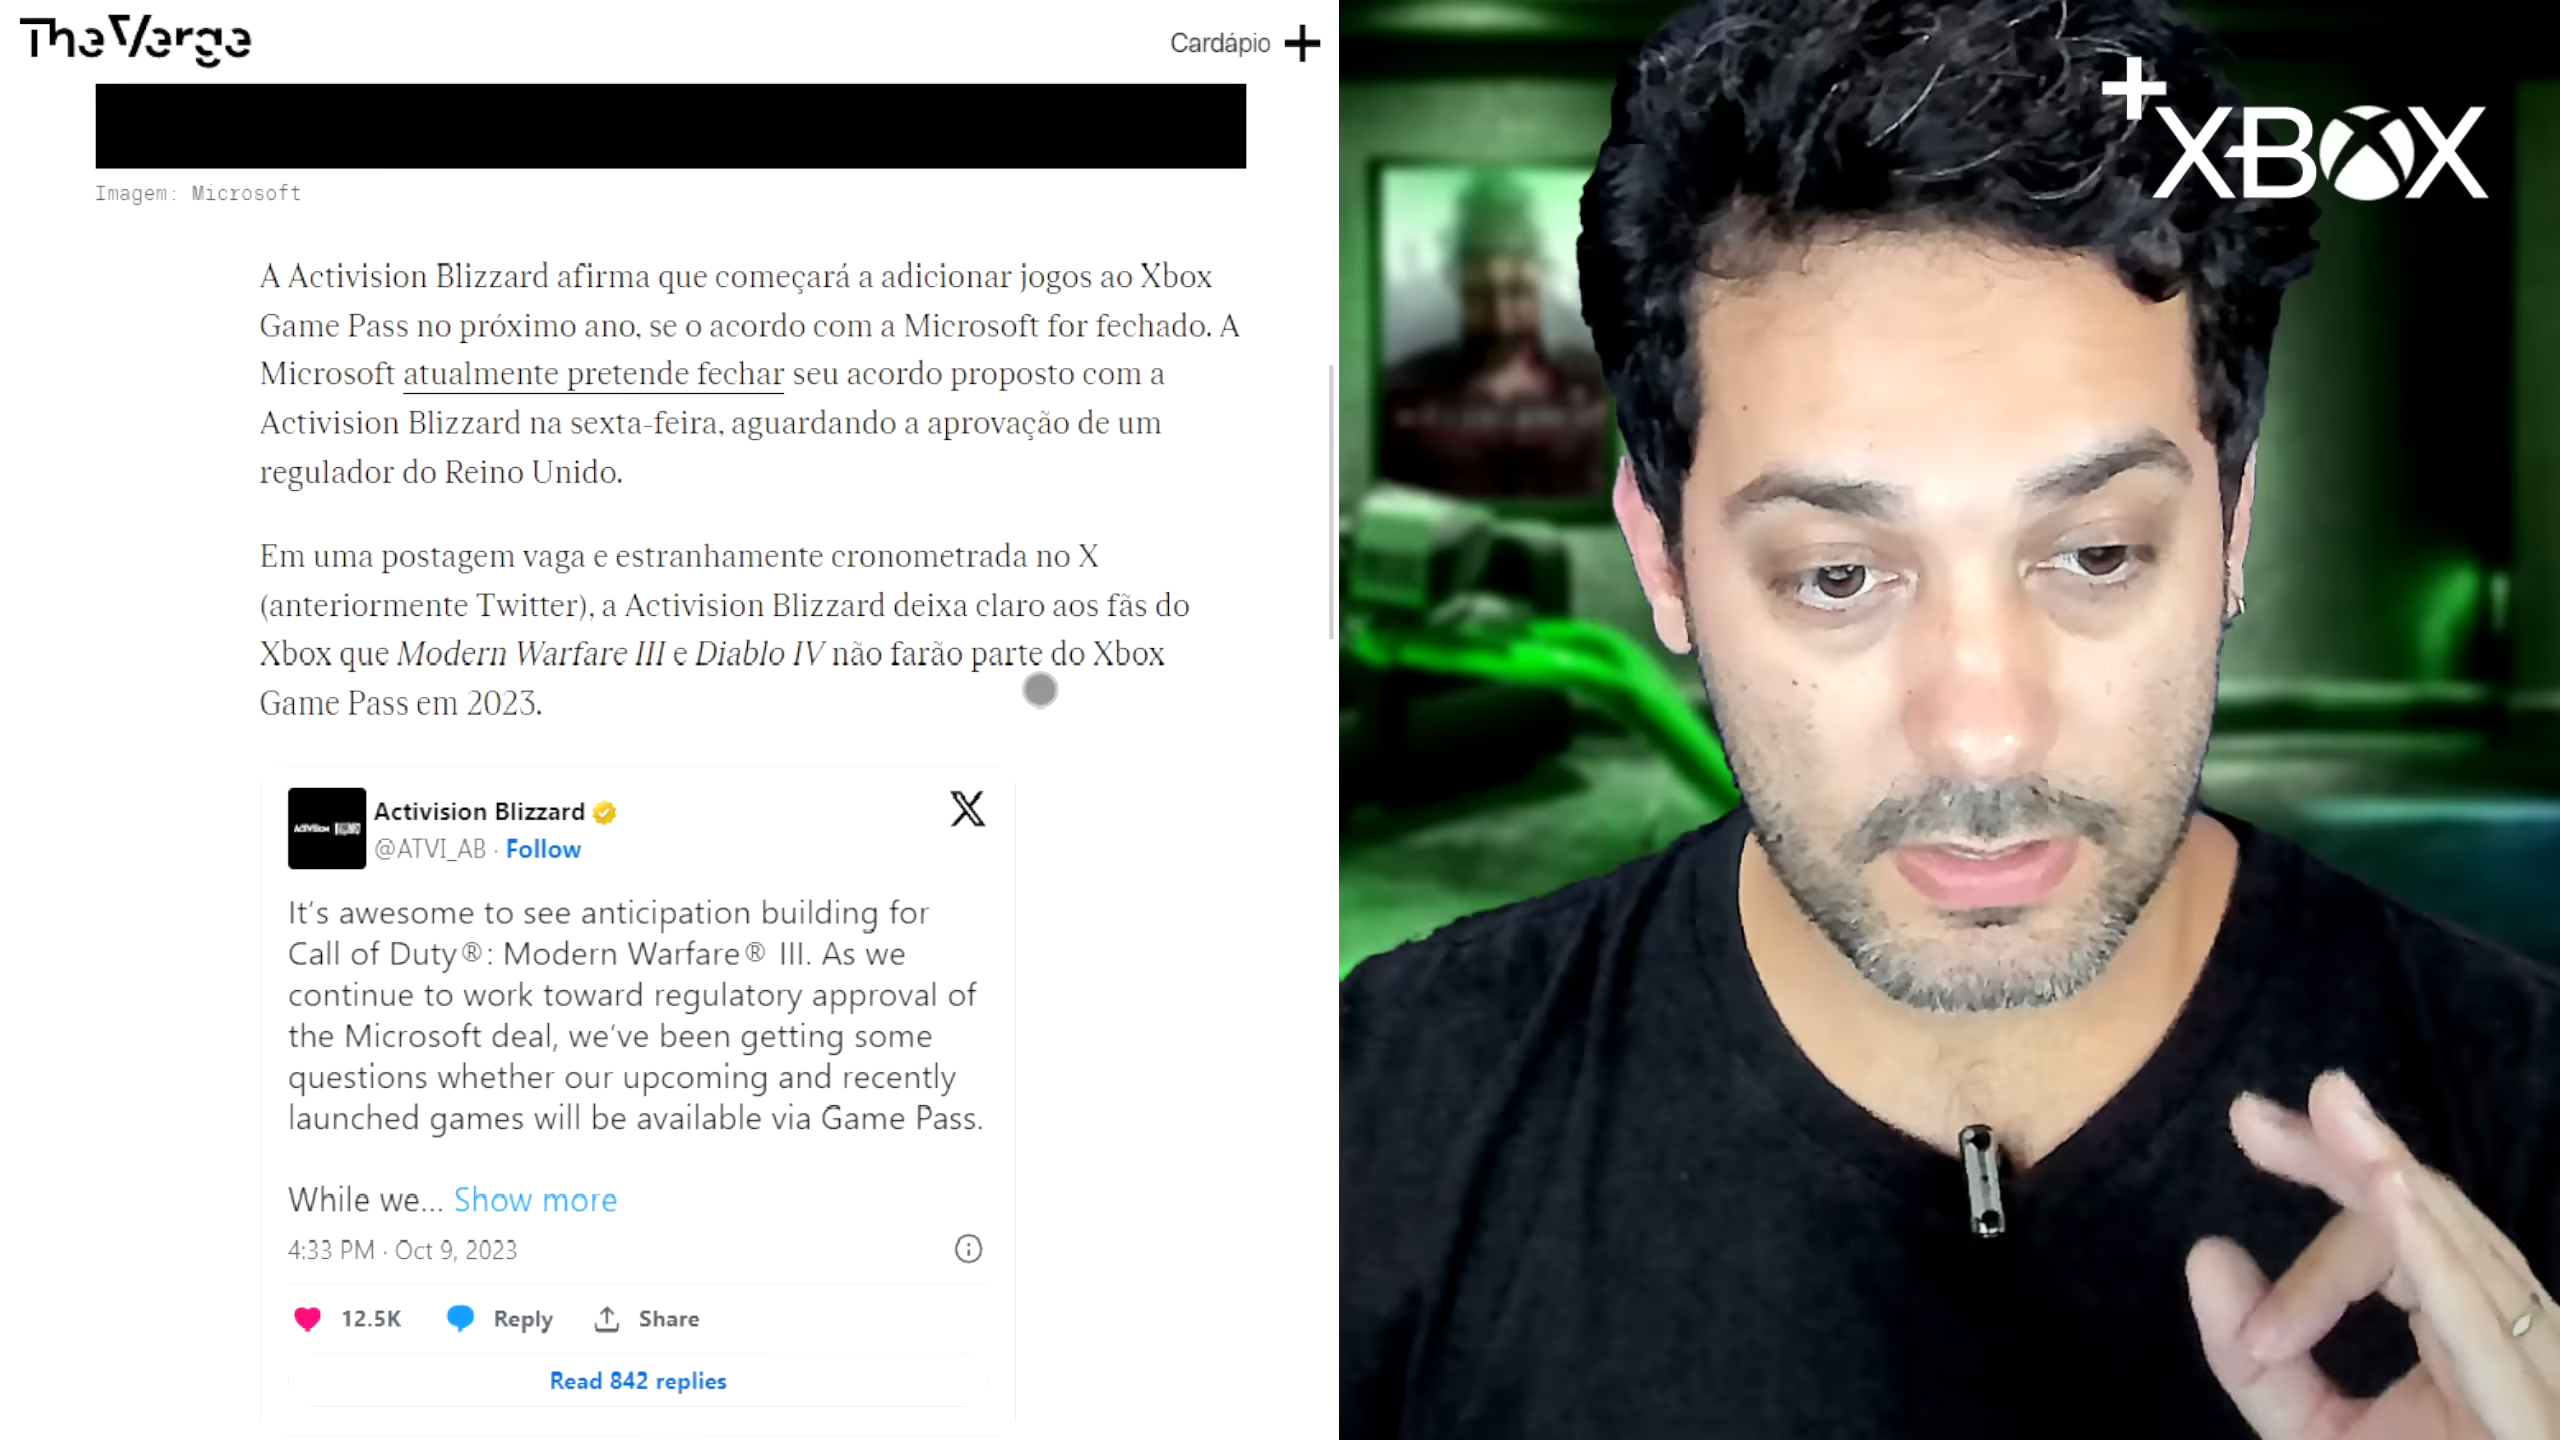 The Verge
Cardápio
Imagem: Microsoft
A Activision Blizzard afirma que começará a adicionar jogos ao Xbox
Game Pass no próximo ano, se o acordo com a Microsoft for fechado. A
Microsoft atualmente pretende fechar seu acordo proposto com a
Activision Blizzard na sexta-feira, aguardando a aprovação de um
regulador do Reino Unido.
Em uma postagem vaga e estranhamente cronometrada no X
(anteriormente Twitter), a Activision Blizzard deixa claro aos fãs do
Xbox que Modern Warfare III e Diablo IV não farão parte do Xbox
Game Pass em 2023.
Activision Blizzard
@ATVI_AB · Follow
It's awesome to see anticipation building for
Call of Duty®: Modern Warfare® III. As we
continue to work toward regulatory approval of
the Microsoft deal, we've been getting some
questions whether our upcoming and recently
launched games will be available via Game Pass.
While we... Show more
4:33 PM · Oct 9, 2023
12.5K Reply Share
Read 842 replies
+XBOX